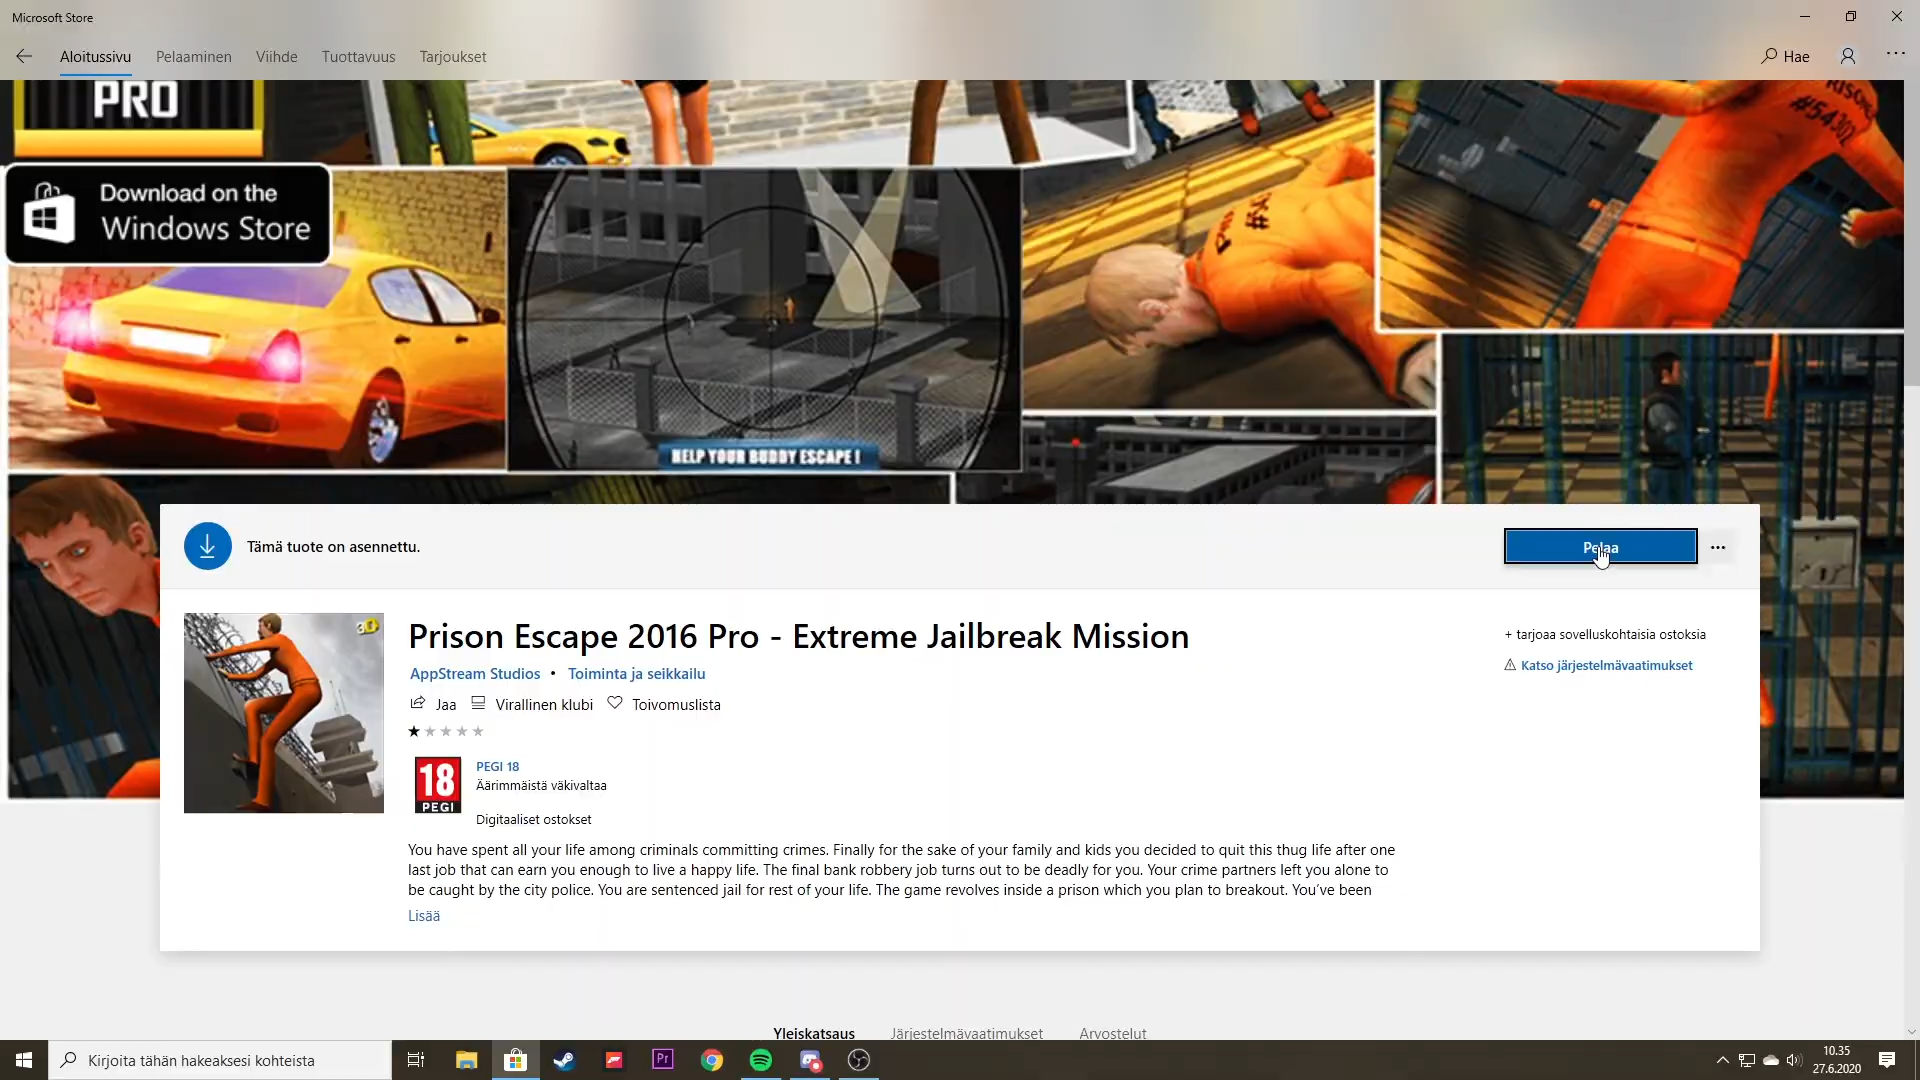 Microsoft Store
Aloitussivu
Pelaaminen
Viihde
Tuottavuus
Tarjoukset
Hae
PRO
Download on the
Windows Store
#54301
HELP YOUR BUDDY ESCAPE !
Tämä tuote on asennettu.
Pelaa
3D
Prison Escape 2016 Pro - Extreme Jailbreak Mission
+ tarjoaa sovelluskohtaisia ostoksia
Katso järjestelmävaatimukset
AppStream Studios • Toiminta ja seikkailu
Jaa
Virallinen klubi
Toivomuslista
18
PEGI
PEGI 18
Äärimmäistä väkivaltaa
Digitaaliset ostokset
You have spent all your life among criminals committing crimes. Finally for the sake of your family and kids you decided to quit this thug life after one
last job that can earn you enough to live a happy life. The final bank robbery job turns out to be deadly for you. Your crime partners left you alone to
be caught by the city police. You are sentenced jail for rest of your life. The game revolves inside a prison which you plan to breakout. You’ve been
Lisää
Yleiskatsaus
Järjestelmävaatimukset
Arvostelut
Kirjoita tähän hakeaksesi kohteista
Pr
10.35
27.6.2020